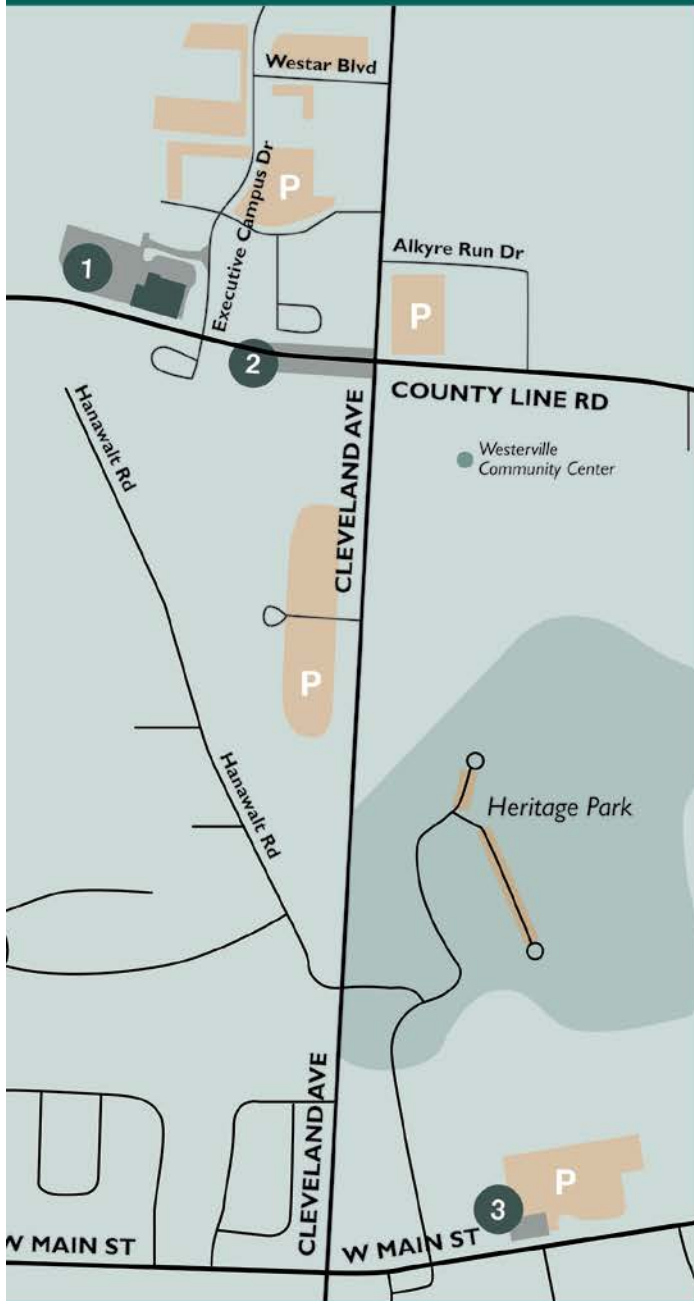 Westar Blvd
P
Executive Campus Dr
Alkyre Run Dr
1
P
2
COUNTY LINE RD
Hanawalt Rd
Westerville
Community Center
CLEVELAND AVE
P
Hanawalt Rd
Heritage Park
CLEVELAND AVE
P
3
W MAIN ST
W MAIN ST